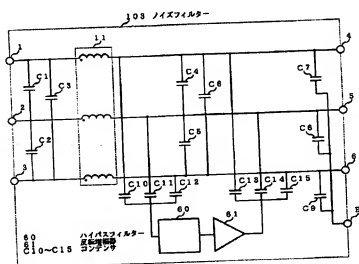 103 ノイズフィルター
1
11
4
C1
C3
C4
C6
C7
2
5
C2
C5
C8
3
6
C10
C11
C12
C13
C14
C15
C9
60
61
E
60 ハイパスフィルター
61 反転増幅器
C10~C15 コンデンサ